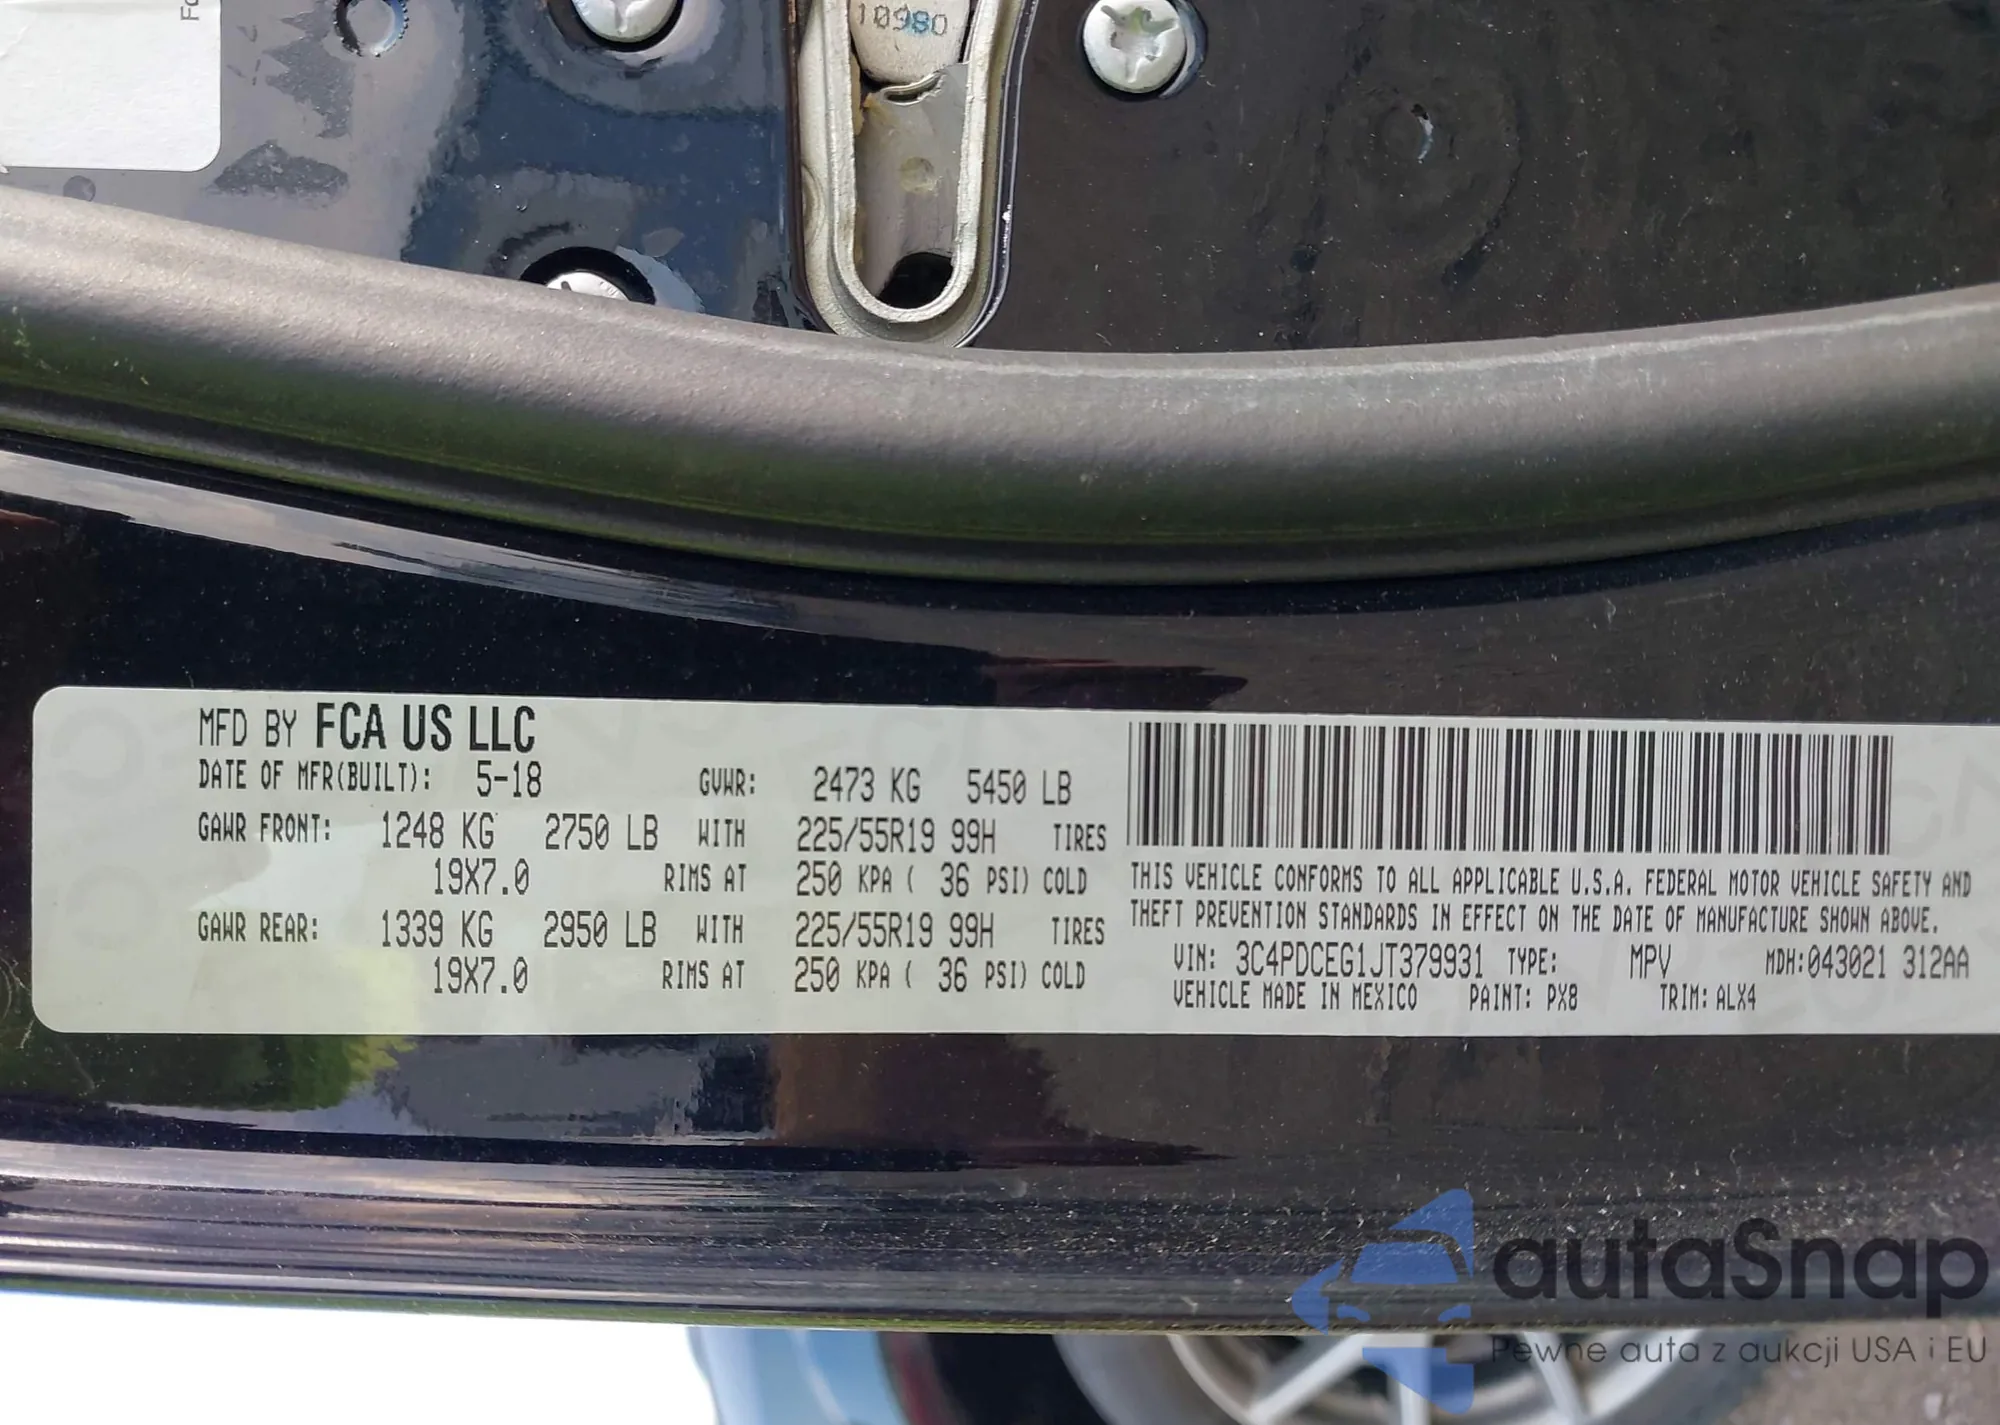 10980
MFD BY FCA US LLC
DATE OF MFR(BUILT): 5-18 GVWR: 2473 KG 5450 LB
GAWR FRONT: 1248 KG 2750 LB WITH 225/55R19 99H TIRES
19X7.0 RIMS AT 250 KPA ( 36 PSI) COLD
GAWR REAR: 1339 KG 2950 LB WITH 225/55R19 99H TIRES
19X7.0 RIMS AT 250 KPA ( 36 PSI) COLD
THIS VEHICLE CONFORMS TO ALL APPLICABLE U.S.A. FEDERAL MOTOR VEHICLE SAFETY AND
THEFT PREVENTION STANDARDS IN EFFECT ON THE DATE OF MANUFACTURE SHOWN ABOVE.
VIN: 3C4PDCEG1JT379931 TYPE: MPV MDH:043021 312AA
VEHICLE MADE IN MEXICO PAINT: PX8 TRIM: ALX4
autaSnap
Pewne auta z aukcji USA i EU